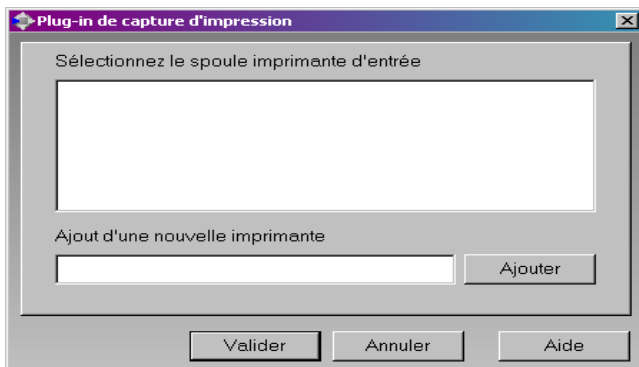 Plug-in de capture d'impression
Sélectionnez le spoule imprimante d'entrée
Ajout d'une nouvelle imprimante
Ajouter
Valider Annuler Aide